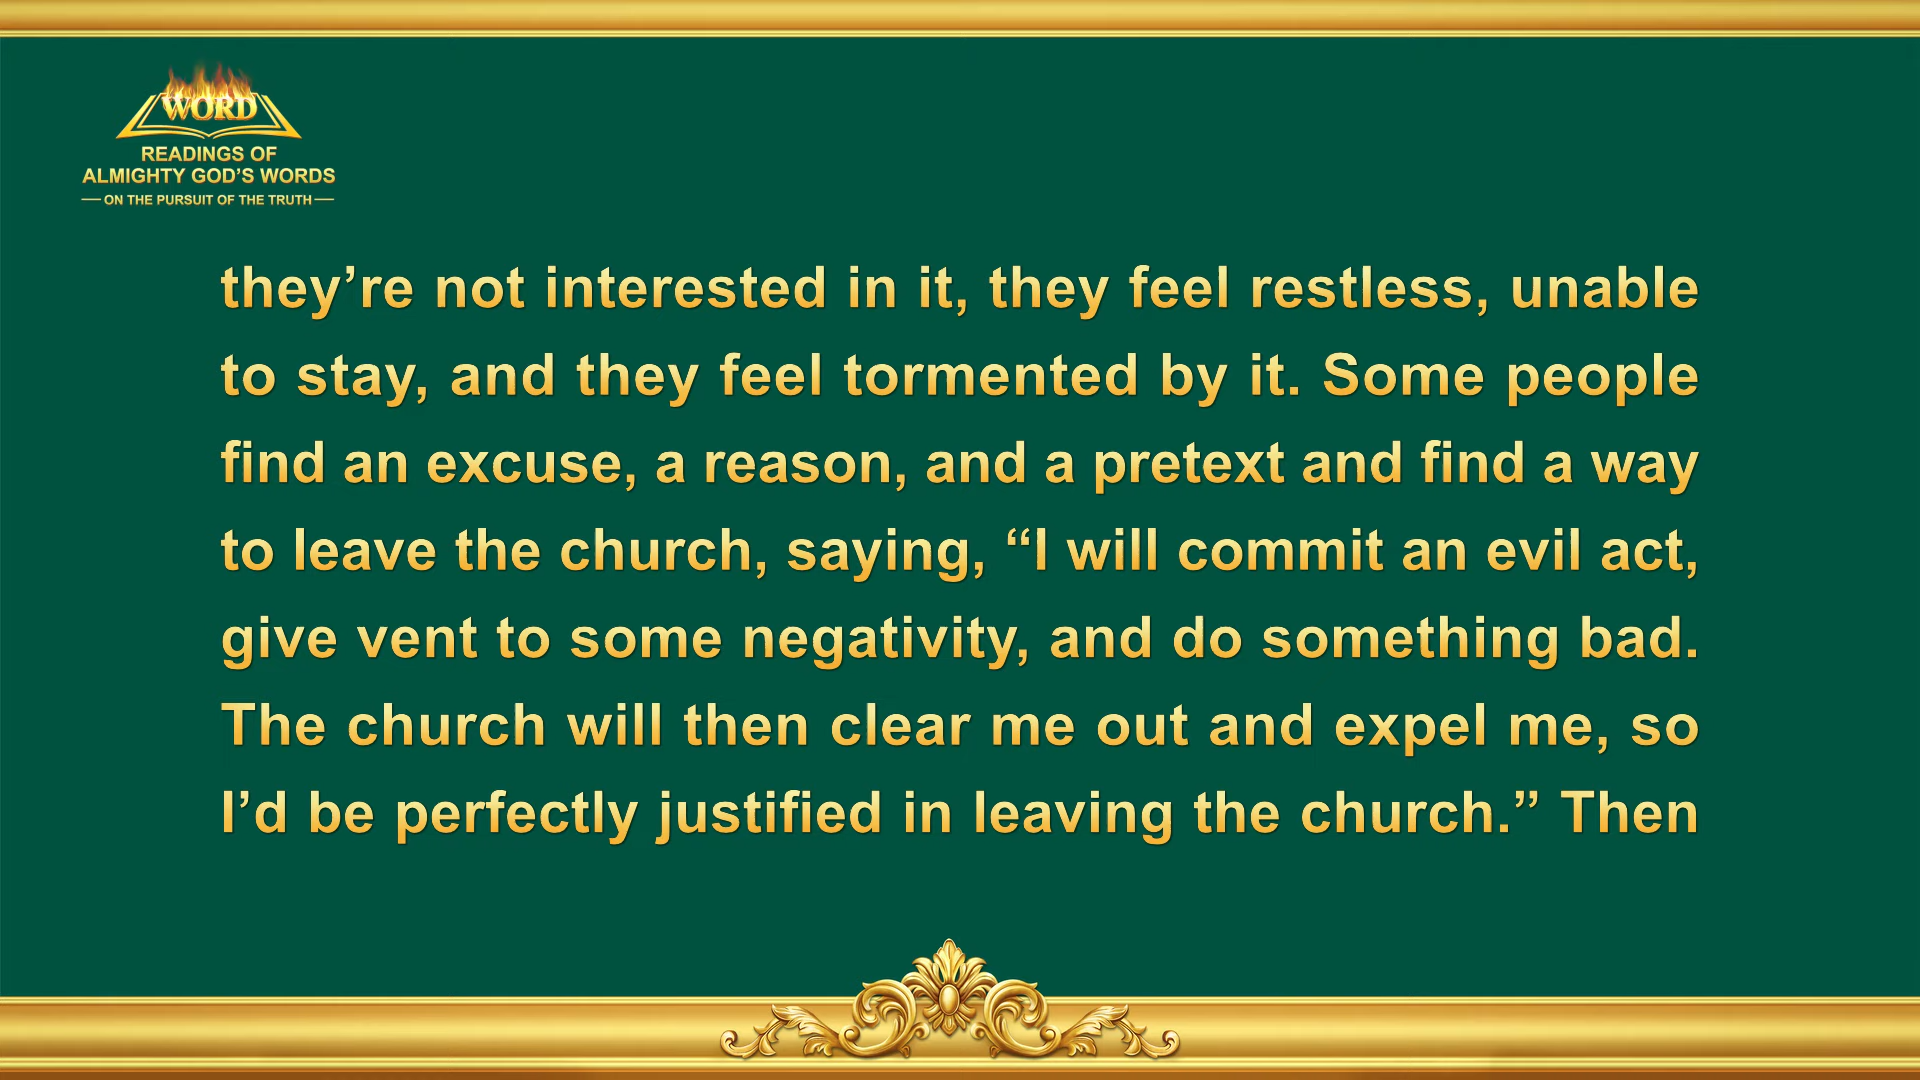 WORD
READINGS OF
ALMIGHTY GOD’S WORDS
— ON THE PURSUIT OF THE TRUTH —
they’re not interested in it, they feel restless, unable
to stay, and they feel tormented by it. Some people
find an excuse, a reason, and a pretext and find a way
to leave the church, saying, “I will commit an evil act,
give vent to some negativity, and do something bad.
The church will then clear me out and expel me, so
I’d be perfectly justified in leaving the church.” Then